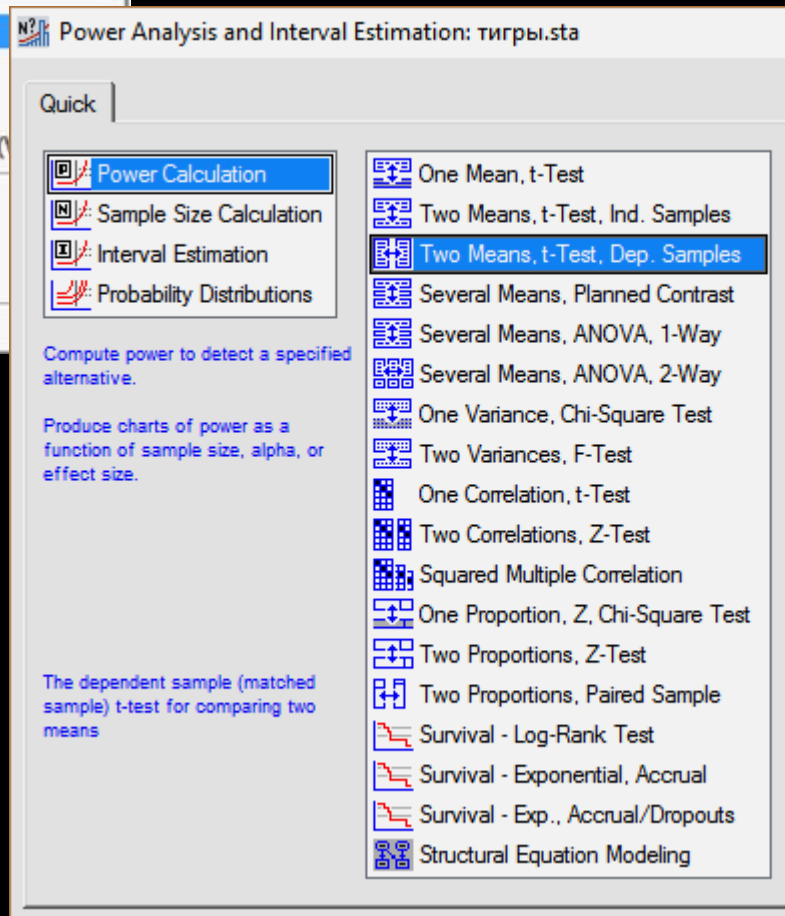 Power Analysis and Interval Estimation: тигры.sta
Quick
Power Calculation
Sample Size Calculation
Interval Estimation
Probability Distributions
Compute power to detect a specified
alternative.
Produce charts of power as a
function of sample size, alpha, or
effect size.
The dependent sample (matched
sample) t-test for comparing two
means
One Mean, t-Test
Two Means, t-Test, Ind. Samples
Two Means, t-Test, Dep. Samples
Several Means, Planned Contrast
Several Means, ANOVA, 1-Way
Several Means, ANOVA, 2-Way
One Variance, Chi-Square Test
Two Variances, F-Test
One Correlation, t-Test
Two Correlations, Z-Test
Squared Multiple Correlation
One Proportion, Z, Chi-Square Test
Two Proportions, Z-Test
Two Proportions, Paired Sample
Survival - Log-Rank Test
Survival - Exponential, Accrual
Survival - Exp., Accrual/Dropouts
Structural Equation Modeling